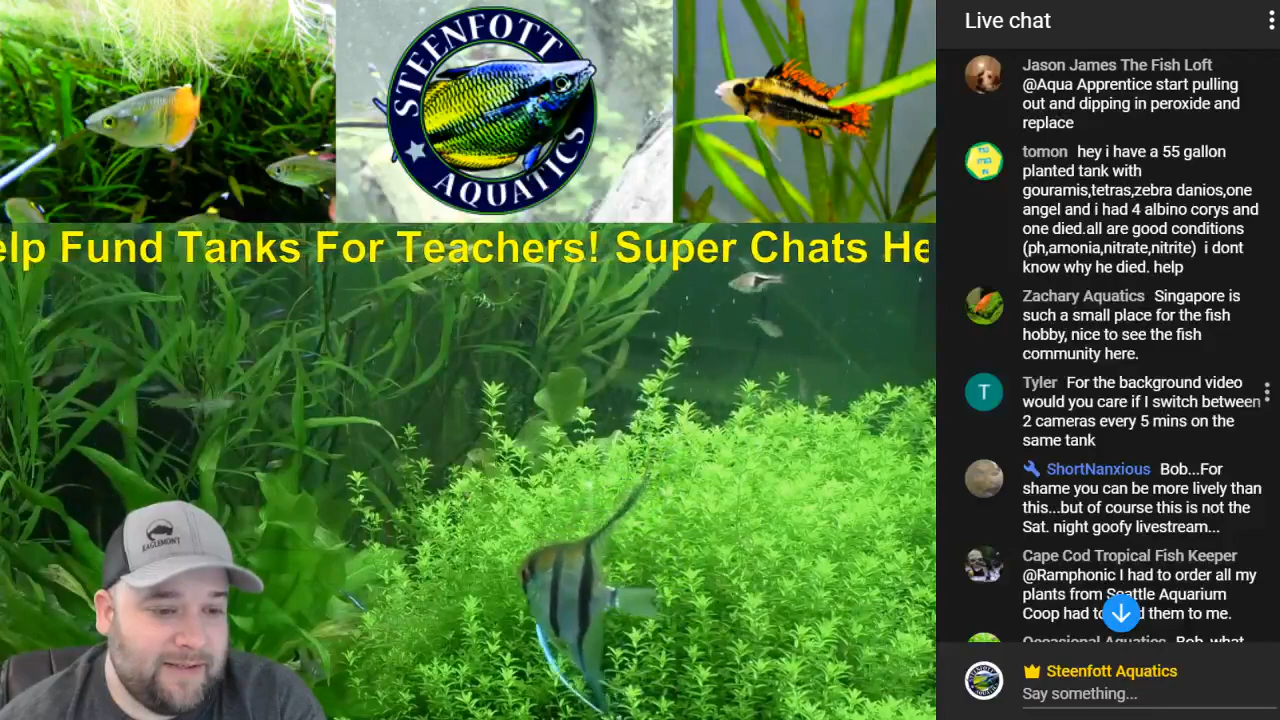 STEENFOTT
AQUATICS
elp Fund Tanks For Teachers! Super Chats He
EAGLEMONT
Live chat
Jason James The Fish Loft
@Aqua Apprentice start pulling
out and dipping in peroxide and
replace
tomon hey i have a 55 gallon
planted tank with
gouramis,tetras,zebra danios,one
angel and i had 4 albino corys and
one died.all are good conditions
(ph,amonia,nitrate,nitrite) i dont
know why he died. help
Zachary Aquatics Singapore is
such a small place for the fish
hobby, nice to see the fish
community here.
T
Tyler For the background video
would you care if I switch between
2 cameras every 5 mins on the
same tank
ShortNanxious Bob...For
shame you can be more lively than
this...but of course this is not the
Sat. night goofy livestream...
Cape Cod Tropical Fish Keeper
@Ramphonic I had to order all my
plants from Seattle Aquarium
Coop had to them to me.
Occasional Aquatics Bob, what
Steenfott Aquatics
Say something...